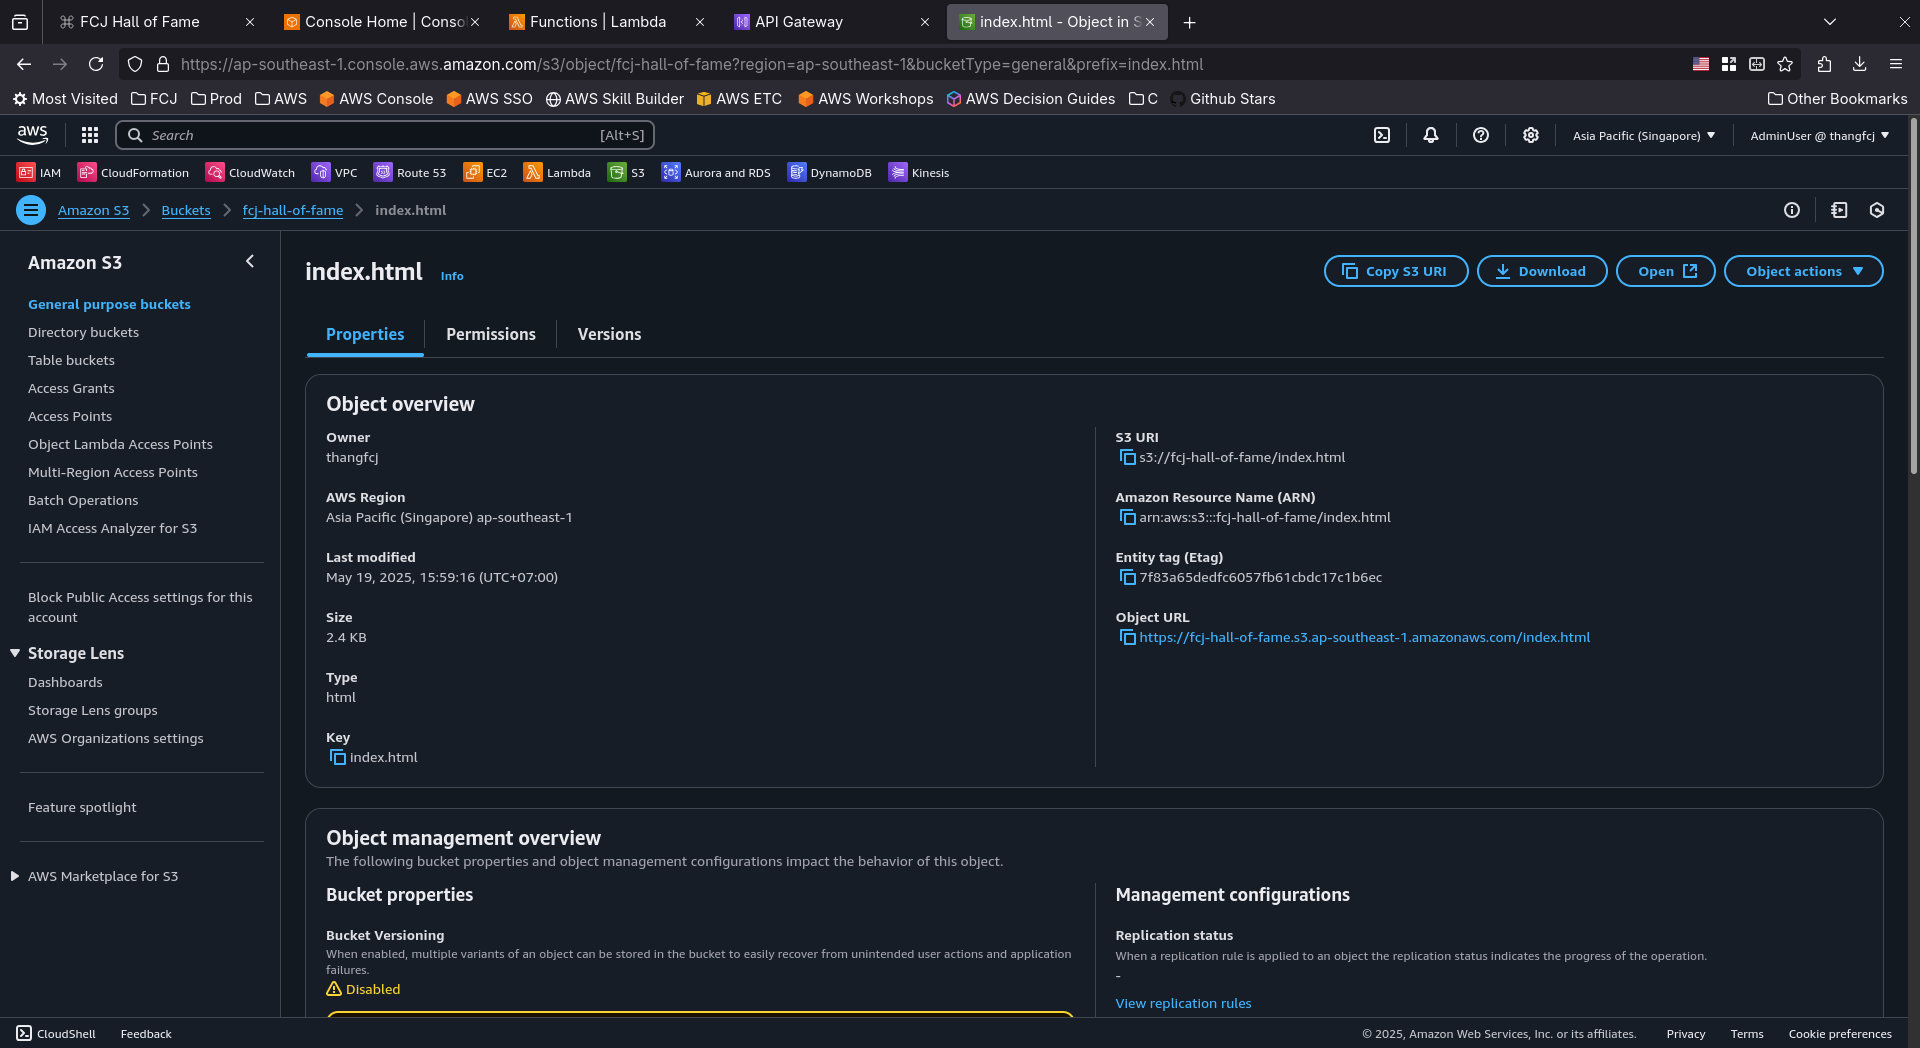 FCJ Hall of Fame
Console Home | Conso
Functions | Lambda
API Gateway
index.html - Object in S
https://ap-southeast-1.console.aws.amazon.com/s3/object/fcj-hall-of-fame?region=ap-southeast-1&bucketType=general&prefix=index.html
Most Visited FCJ Prod AWS AWS Console AWS SSO AWS Skill Builder AWS ETC AWS Workshops AWS Decision Guides C Github Stars Other Bookmarks
aws Search [Alt+S] Asia Pacific (Singapore) AdminUser @ thangfcj
IAM CloudFormation CloudWatch VPC Route 53 EC2 Lambda S3 Aurora and RDS DynamoDB Kinesis
Amazon S3 Buckets fcj-hall-of-fame index.html
Amazon S3
General purpose buckets
Directory buckets
Table buckets
Access Grants
Access Points
Object Lambda Access Points
Multi-Region Access Points
Batch Operations
IAM Access Analyzer for S3
Block Public Access settings for this
account
Storage Lens
Dashboards
Storage Lens groups
AWS Organizations settings
Feature spotlight
AWS Marketplace for S3
index.html Info
Copy S3 URI Download Open Object actions
Properties Permissions Versions
Object overview
Owner
thangfcj
AWS Region
Asia Pacific (Singapore) ap-southeast-1
Last modified
May 19, 2025, 15:59:16 (UTC+07:00)
Size
2.4 KB
Type
html
Key
index.html
S3 URI
s3://fcj-hall-of-fame/index.html
Amazon Resource Name (ARN)
arn:aws:s3:::fcj-hall-of-fame/index.html
Entity tag (Etag)
7f83a65dedfc6057fb61cbdc17c1b6ec
Object URL
https://fcj-hall-of-fame.s3.ap-southeast-1.amazonaws.com/index.html
Object management overview
The following bucket properties and object management configurations impact the behavior of this object.
Bucket properties
Bucket Versioning
When enabled, multiple variants of an object can be stored in the bucket to easily recover from unintended user actions and application
failures.
Disabled
Management configurations
Replication status
When a replication rule is applied to an object the replication status indicates the progress of the operation.
-
View replication rules
CloudShell Feedback © 2025, Amazon Web Services, Inc. or its affiliates. Privacy Terms Cookie preferences